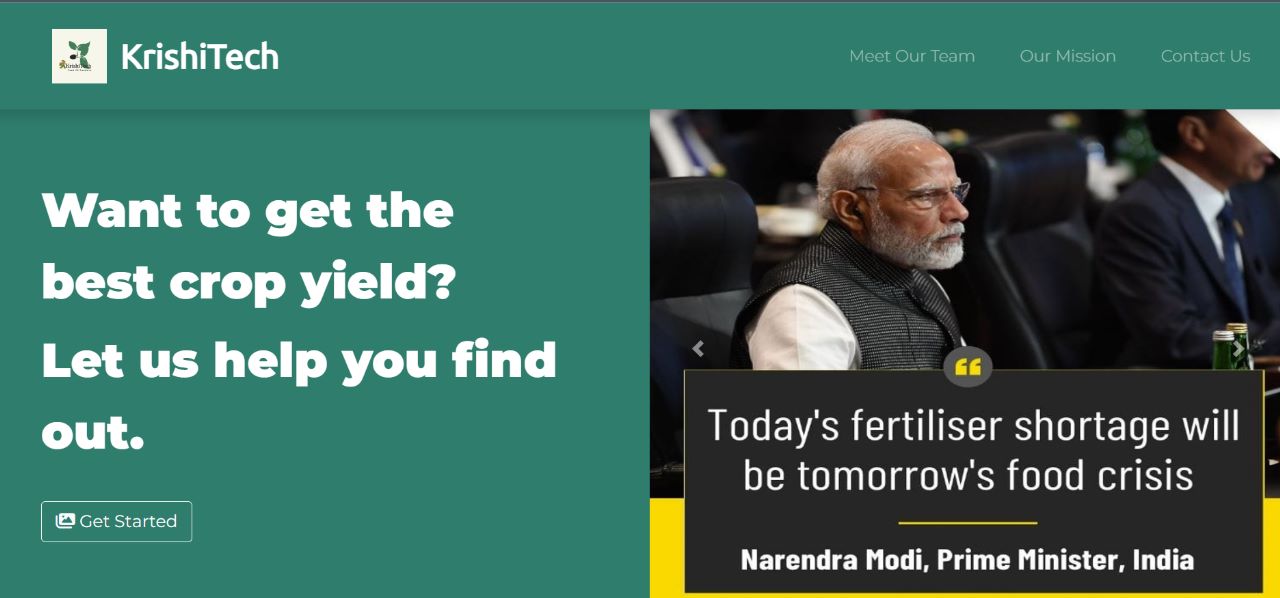 KrishiTech
Meet Our Team
Our Mission
Contact Us
Want to get the
best crop yield?
Let us help you find
out.
Get Started
Today's fertiliser shortage will
be tomorrow's food crisis
Narendra Modi, Prime Minister, India